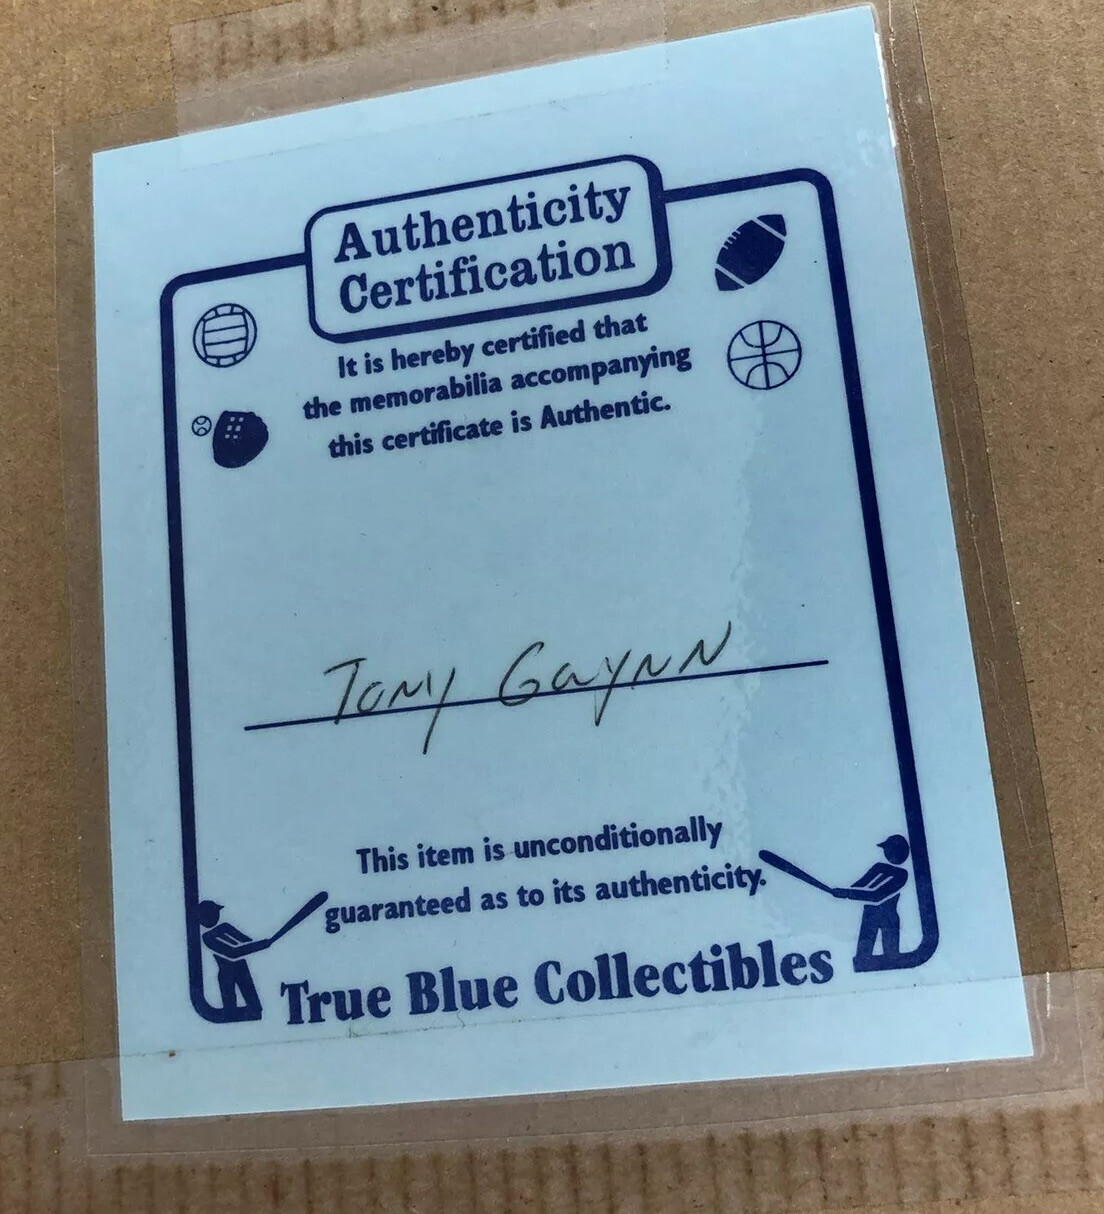 Authenticity
Certification
It is hereby certified that
the memorabilia accompanying
this certificate is Authentic.
Tony Gwynn
This item is unconditionally
guaranteed as to its authenticity.
True Blue Collectibles